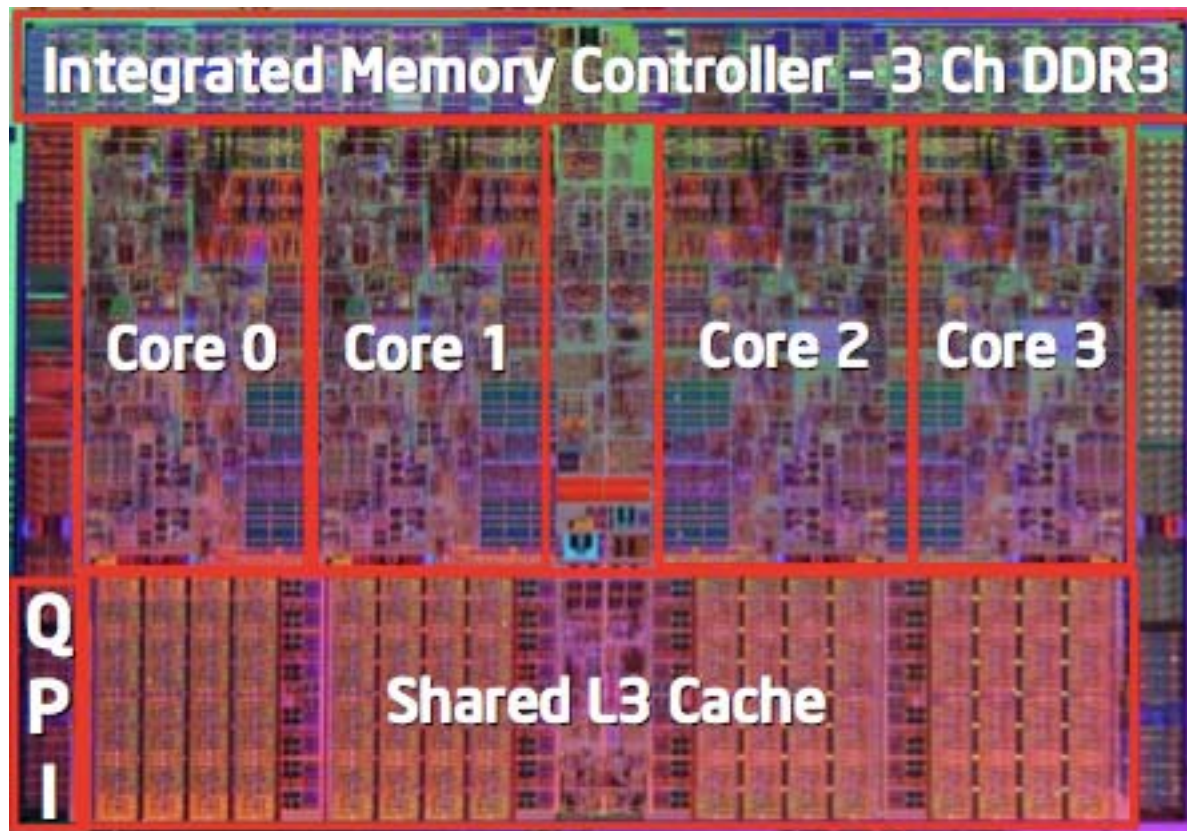 Integrated Memory Controller – 3 Ch DDR3
Core 0
Core 1
Core 2
Core 3
Q
P
I
Shared L3 Cache